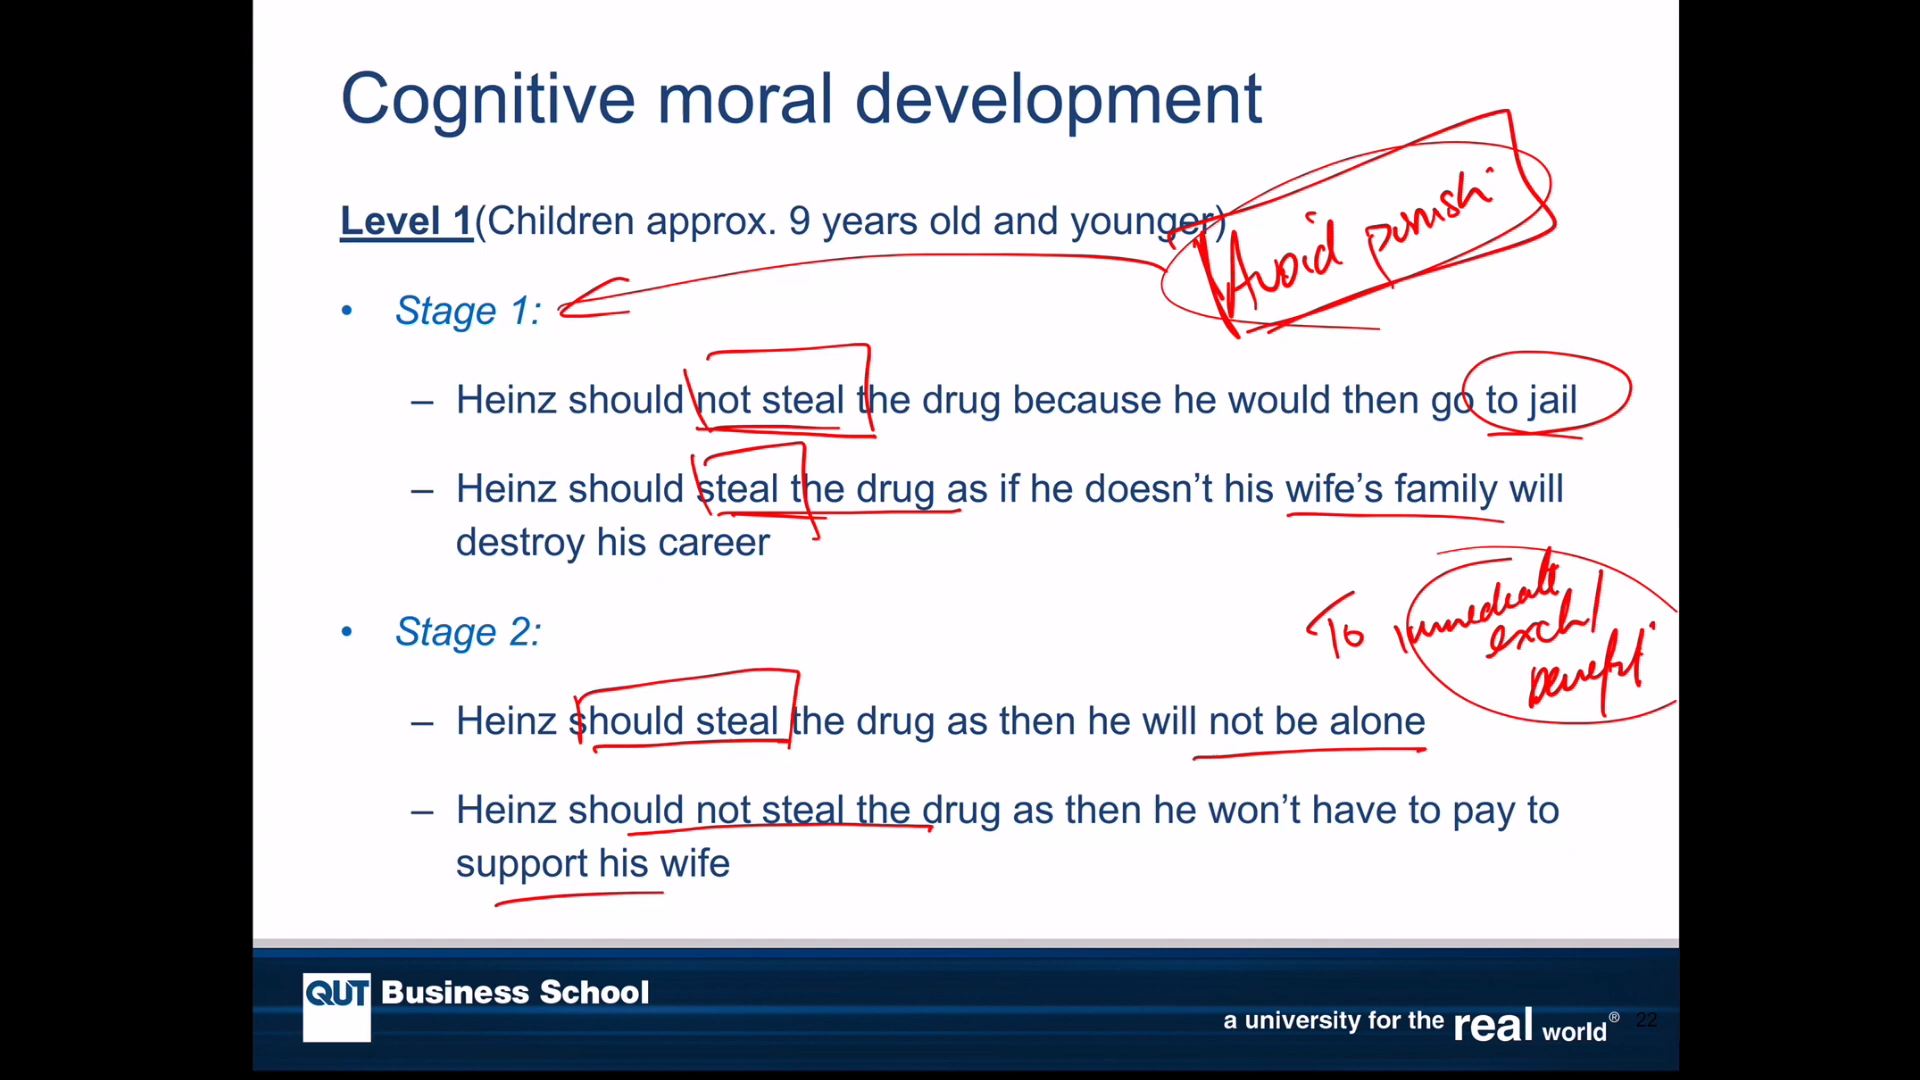 Cognitive moral development
Level 1(Children approx. 9 years old and younger)
Avoid punish
• Stage 1:
– Heinz should not steal the drug because he would then go to jail
– Heinz should steal the drug as if he doesn’t his wife’s family will
destroy his career
• Stage 2:
To immediate
exch/
benefit
– Heinz should steal the drug as then he will not be alone
– Heinz should not steal the drug as then he won’t have to pay to
support his wife
QUT Business School
a university for the real world®
22